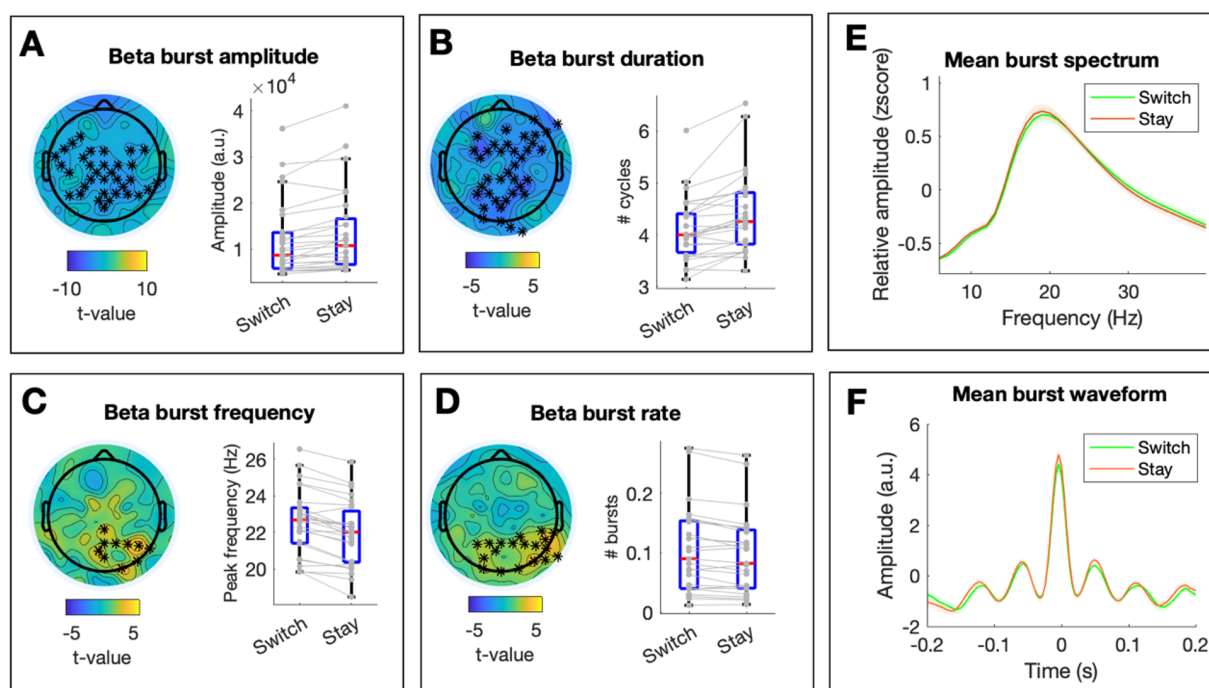 A
Beta burst amplitude
× 10⁴
4
3
2
1
Amplitude (a.u.)
Switch
Stay
-10
10
t-value
B
Beta burst duration
6
5
4
3
# cycles
Switch
Stay
-5
5
t-value
E
Mean burst spectrum
1
0.5
0
-0.5
Relative amplitude (zscore)
Switch
Stay
10
20
30
Frequency (Hz)
C
Beta burst frequency
26
24
22
20
Peak frequency (Hz)
Switch
Stay
-5
5
t-value
D
Beta burst rate
0.2
0.1
0
# bursts
Switch
Stay
-5
5
t-value
F
Mean burst waveform
6
4
2
0
-2
Amplitude (a.u.)
Switch
Stay
-0.2
-0.1
0
0.1
0.2
Time (s)